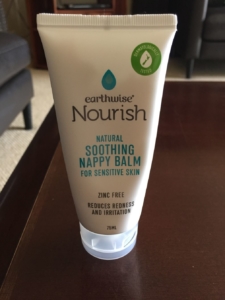 earthwise
Nourish
NATURAL
SOOTHING
NAPPY BALM
FOR SENSITIVE SKIN
ZINC FREE
REDUCES REDNESS
AND IRRITATION